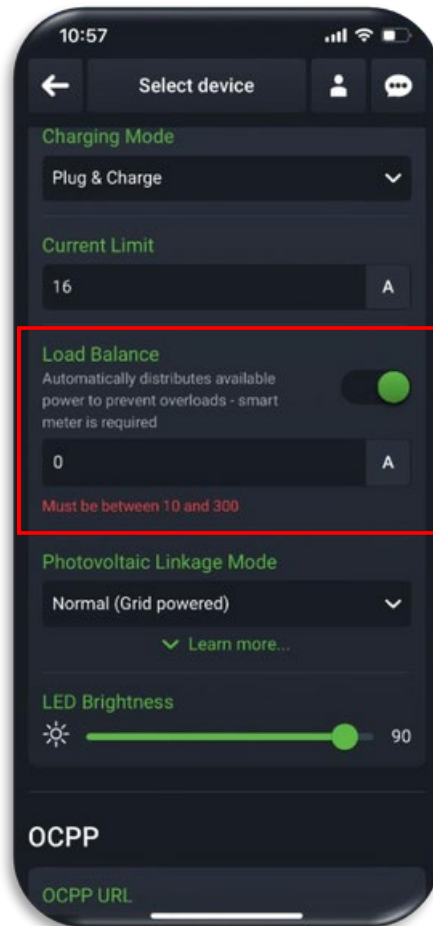 10:57
Select device
Charging Mode
Plug & Charge
Current Limit
16 A
Load Balance
Automatically distributes available
power to prevent overloads - smart
meter is required
0 A
Must be between 10 and 300
Photovoltaic Linkage Mode
Normal (Grid powered)
Learn more...
LED Brightness
90
OCPP
OCPP URL